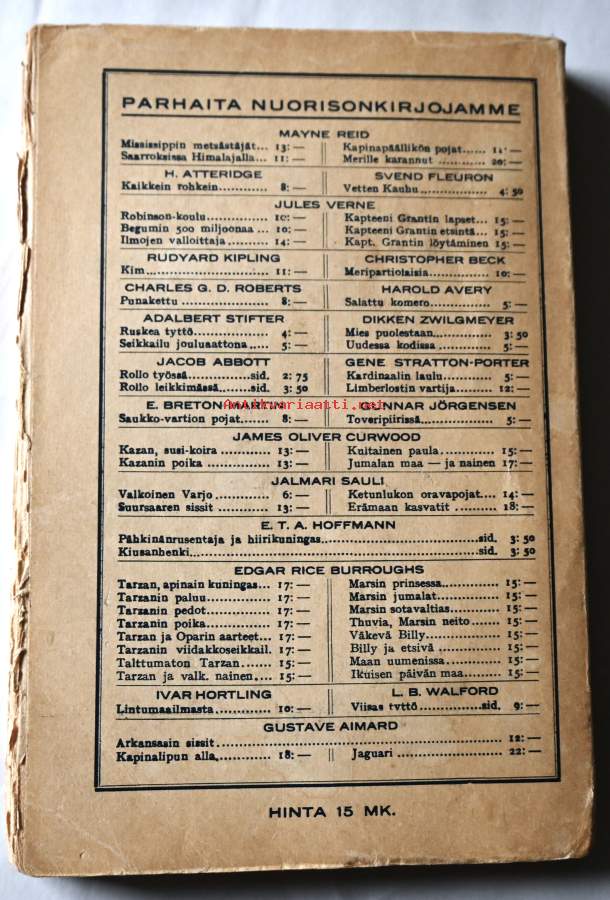 PARHAITA NUORISONKIRJOJAMME
MAYNE REID
Mississippin metsästäjät... 13: —
Kapinapäällikön pojat...... 11: —
Saarroksissa Himalajalla... 11: —
Merille karannut ............ 20: —
H. ATTERIDGE
SVEND FLEURON
Kaikkein rohkein............ 8: —
Vetten Kauhu................ 4: 50
JULES VERNE
Robinson-koulu.............. 10: —
Kapteeni Grantin lapset... 15: —
Begumin 500 miljoonaa ... 10: —
Kapteeni Grantin etsintä... 15: —
Ilmojen valloittaja........... 14: —
Kapt. Grantin löytäminen 15: —
RUDYARD KIPLING
CHRISTOPHER BECK
Kim........................... 11: —
Meripartiolaisia.............. 10: —
CHARLES G. D. ROBERTS
HAROLD AVERY
Punakettu.................... 8: —
Salattu komero.............. 5: —
ADALBERT STIFTER
DIKKEN ZWILGMEYER
Ruskea tyttö................. 4: —
Mies puolestaan............. 3: 50
Seikkailu jouluaattona...... 5: —
Uudessa kodissa ............ 5: —
JACOB ABBOTT
GENE STRATTON-PORTER
Rollo työssä..............sid. 2: 75
Kardinaalin laulu............ 5: —
Rollo leikkimässä.......sid. 3: 50
Limberlostin vartija........ 12: —
Antikvariaatti.net
E. BRETON-MARTIN
GUNNAR JÖRGENSEN
Saukko-vartion pojat........ 8: —
Toveripiirissä................ 5: —
JAMES OLIVER CURWOOD
Kazan, susi-koira ........... 13: —
Kultainen paula.............. 15: —
Kazanin poika ............... 13: —
Jumalan maa — ja nainen 17: —
JALMARI SAULI
Valkoinen Varjo ............. 6: —
Ketunlukon oravapojat.... 14: —
Suursaaren sissit ............ 13: —
Erämaan kasvatit ........... 18: —
E. T. A. HOFFMANN
Pähkinänrusentaja ja hiirikuningas................................sid. 3: 50
Kiusanhenki.....................................................sid. 3: 50
EDGAR RICE BURROUGHS
Tarzan, apinain kuningas... 17: —
Marsin prinsessa............. 15: —
Tarzanin paluu............... 17: —
Marsin jumalat............... 15: —
Tarzanin pedot............... 17: —
Marsin sotavaltias........... 15: —
Tarzanin poika............... 17: —
Thuvia, Marsin neito....... 15: —
Tarzan ja Oparin aarteet... 17: —
Väkevä Billy................. 15: —
Tarzanin viidakkoseikkail. 17: —
Billy ja etsivä ............... 15: —
Talttumaton Tarzan........ 15: —
Maan uumenissa............. 15: —
Tarzan ja valk. nainen..... 15: —
Ikuisen päivän maa......... 15: —
IVAR HORTLING
L. B. WALFORD
Lintumaailmasta............. 10: —
Viisas tyttö...............sid. 9: —
GUSTAVE AIMARD
Arkansasin sissit.................................................. 12: —
Kapinalipun alla............. 18: —
Jaguari ....................... 22: —
HINTA 15 MK.